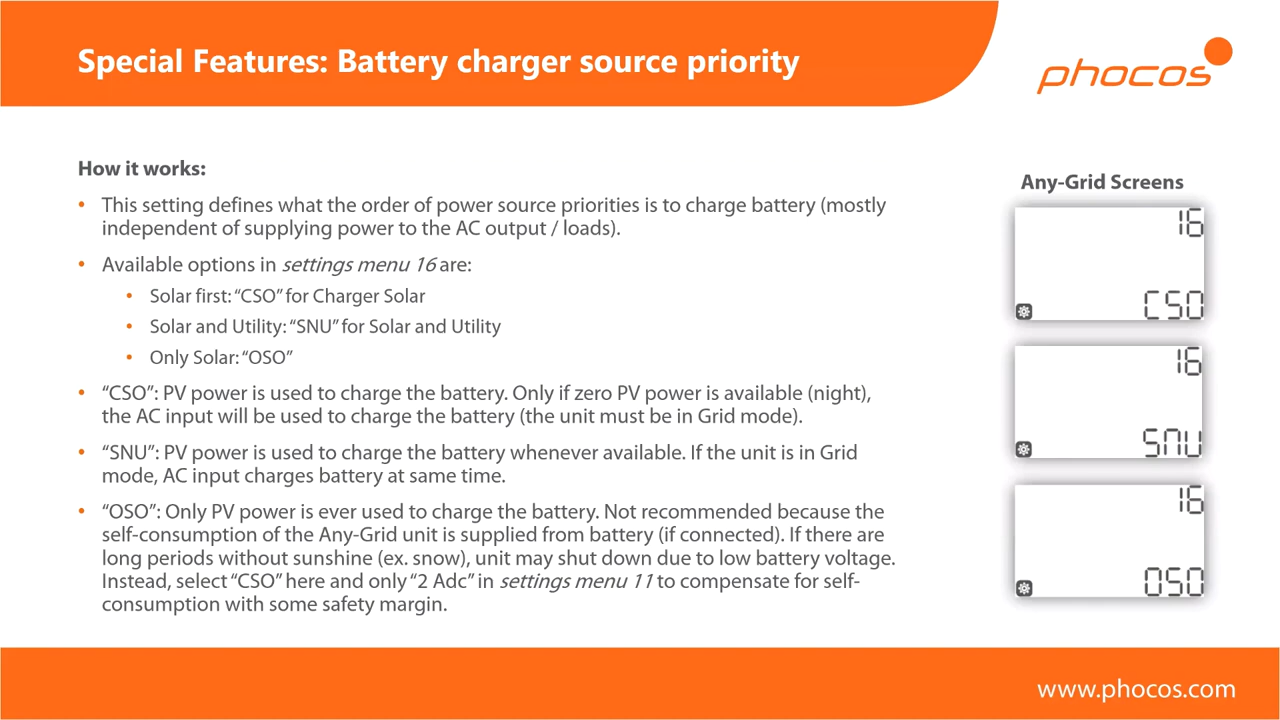 Special Features: Battery charger source priority
phocos
How it works:
• This setting defines what the order of power source priorities is to charge battery (mostly
independent of supplying power to the AC output / loads).
• Available options in settings menu 16 are:
• Solar first: “CSO” for Charger Solar
• Solar and Utility: “SNU” for Solar and Utility
• Only Solar: “OSO”
• “CSO”: PV power is used to charge the battery. Only if zero PV power is available (night),
the AC input will be used to charge the battery (the unit must be in Grid mode).
• “SNU”: PV power is used to charge the battery whenever available. If the unit is in Grid
mode, AC input charges battery at same time.
• “OSO”: Only PV power is ever used to charge the battery. Not recommended because the
self-consumption of the Any-Grid unit is supplied from battery (if connected). If there are
long periods without sunshine (ex. snow), unit may shut down due to low battery voltage.
Instead, select “CSO” here and only “2 Adc” in settings menu 11 to compensate for self-
consumption with some safety margin.
Any-Grid Screens
16
CSO
16
SNU
16
OSO
www.phocos.com